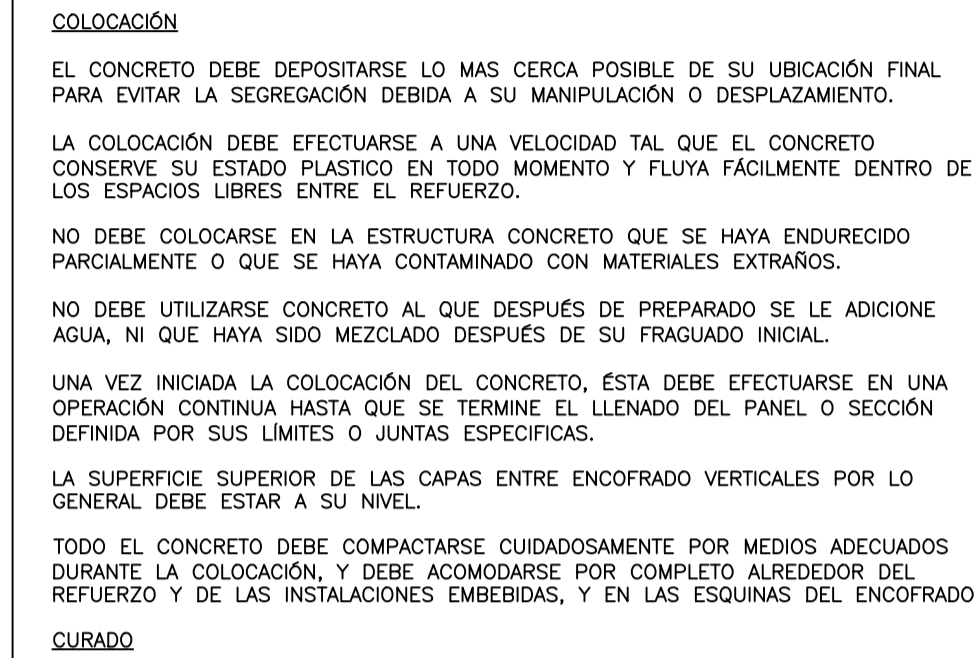 COLOCACIÓN
EL CONCRETO DEBE DEPOSITARSE LO MAS CERCA POSIBLE DE SU UBICACIÓN FINAL
PARA EVITAR LA SEGREGACIÓN DEBIDA A SU MANIPULACIÓN O DESPLAZAMIENTO.
LA COLOCACIÓN DEBE EFECTUARSE A UNA VELOCIDAD TAL QUE EL CONCRETO
CONSERVE SU ESTADO PLASTICO EN TODO MOMENTO Y FLUYA FÁCILMENTE DENTRO DE
LOS ESPACIOS LIBRES ENTRE EL REFUERZO.
NO DEBE COLOCARSE EN LA ESTRUCTURA CONCRETO QUE SE HAYA ENDURECIDO
PARCIALMENTE O QUE SE HAYA CONTAMINADO CON MATERIALES EXTRAÑOS.
NO DEBE UTILIZARSE CONCRETO AL QUE DESPUÉS DE PREPARADO SE LE ADICIONE
AGUA, NI QUE HAYA SIDO MEZCLADO DESPUÉS DE SU FRAGUADO INICIAL.
UNA VEZ INICIADA LA COLOCACIÓN DEL CONCRETO, ÉSTA DEBE EFECTUARSE EN UNA
OPERACIÓN CONTINUA HASTA QUE SE TERMINE EL LLENADO DEL PANEL O SECCIÓN
DEFINIDA POR SUS LÍMITES O JUNTAS ESPECIFICAS.
LA SUPERFICIE SUPERIOR DE LAS CAPAS ENTRE ENCOFRADO VERTICALES POR LO
GENERAL DEBE ESTAR A SU NIVEL.
TODO EL CONCRETO DEBE COMPACTARSE CUIDADOSAMENTE POR MEDIOS ADECUADOS
DURANTE LA COLOCACIÓN, Y DEBE ACOMODARSE POR COMPLETO ALREDEDOR DEL
REFUERZO Y DE LAS INSTALACIONES EMBEBIDAS, Y EN LAS ESQUINAS DEL ENCOFRADO
CURADO